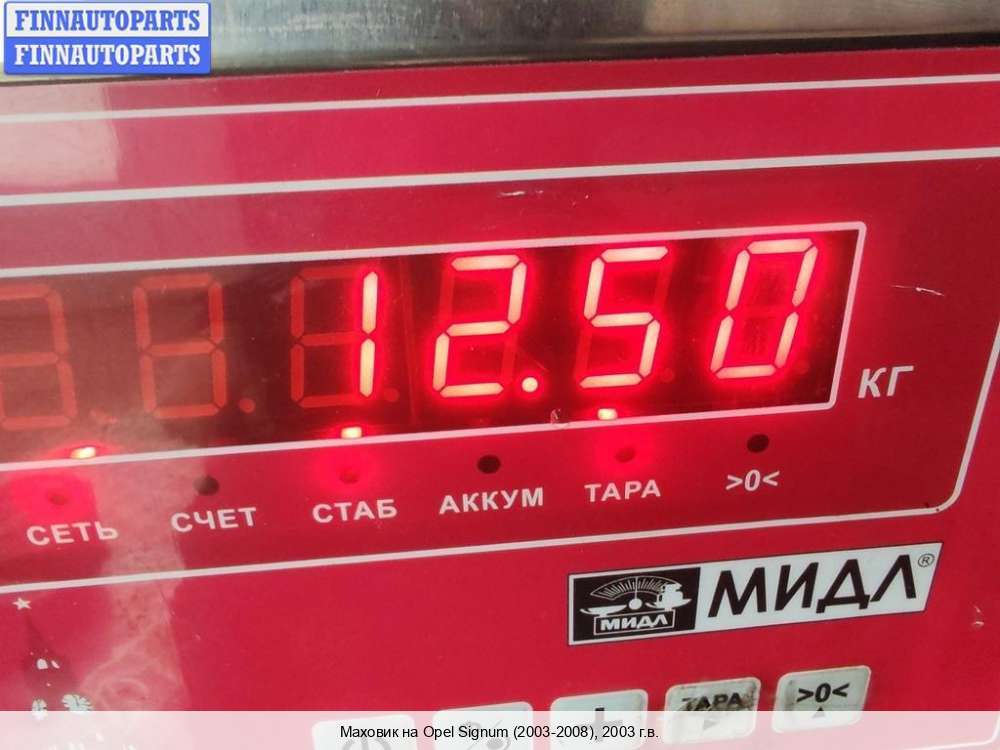 FINNAUTOPARTS
FINNAUTOPARTS
12.50
КГ
СЕТЬ СЧЕТ СТАБ АККУМ ТАРА >0<
МИДЛ МИДЛ®
ТАРА >0<
Маховик на Opel Signum (2003-2008), 2003 г.в.